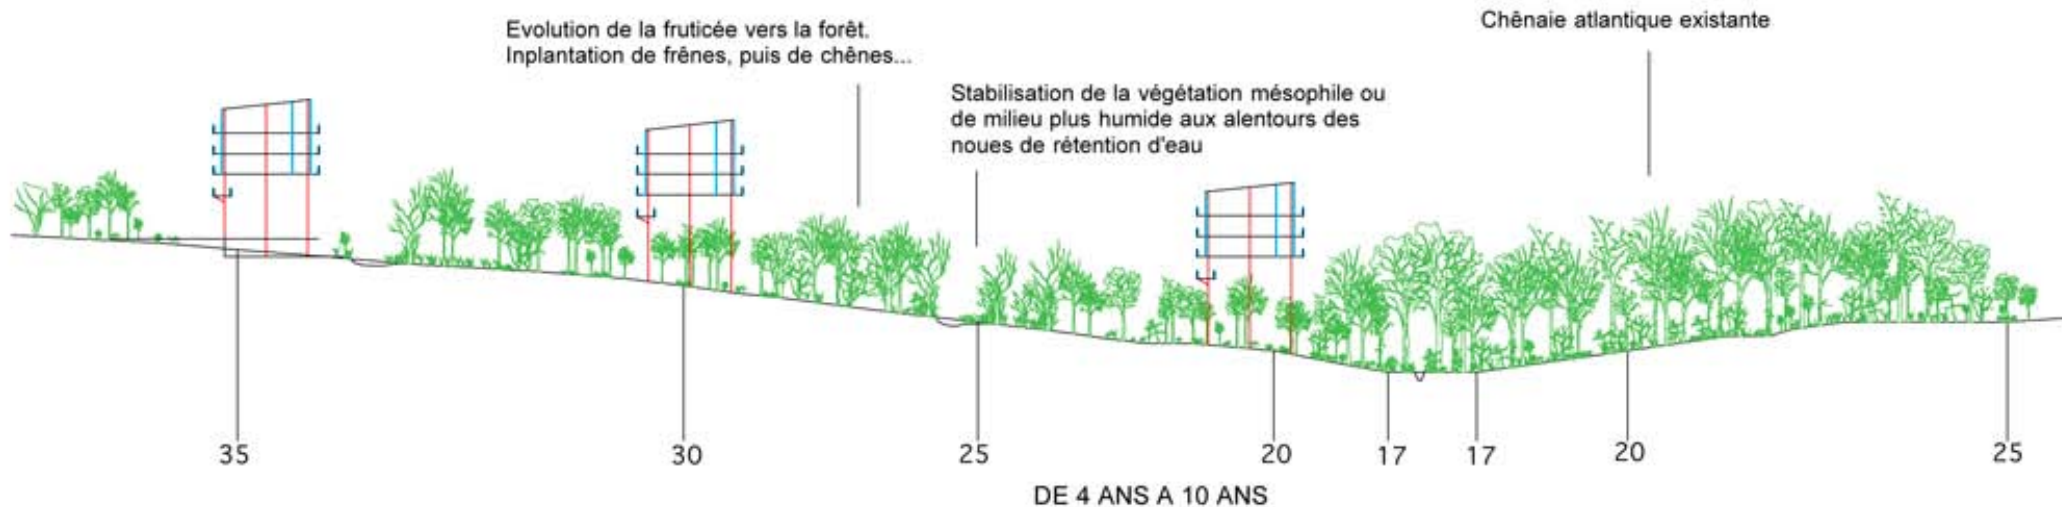 Evolution de la fruticée vers la forêt.
Inplantation de frênes, puis de chênes...
Chênaie atlantique existante
Stabilisation de la végétation mésophile ou
de milieu plus humide aux alentours des
noues de rétention d'eau
35 30 25 20 17 17 20 25
DE 4 ANS A 10 ANS